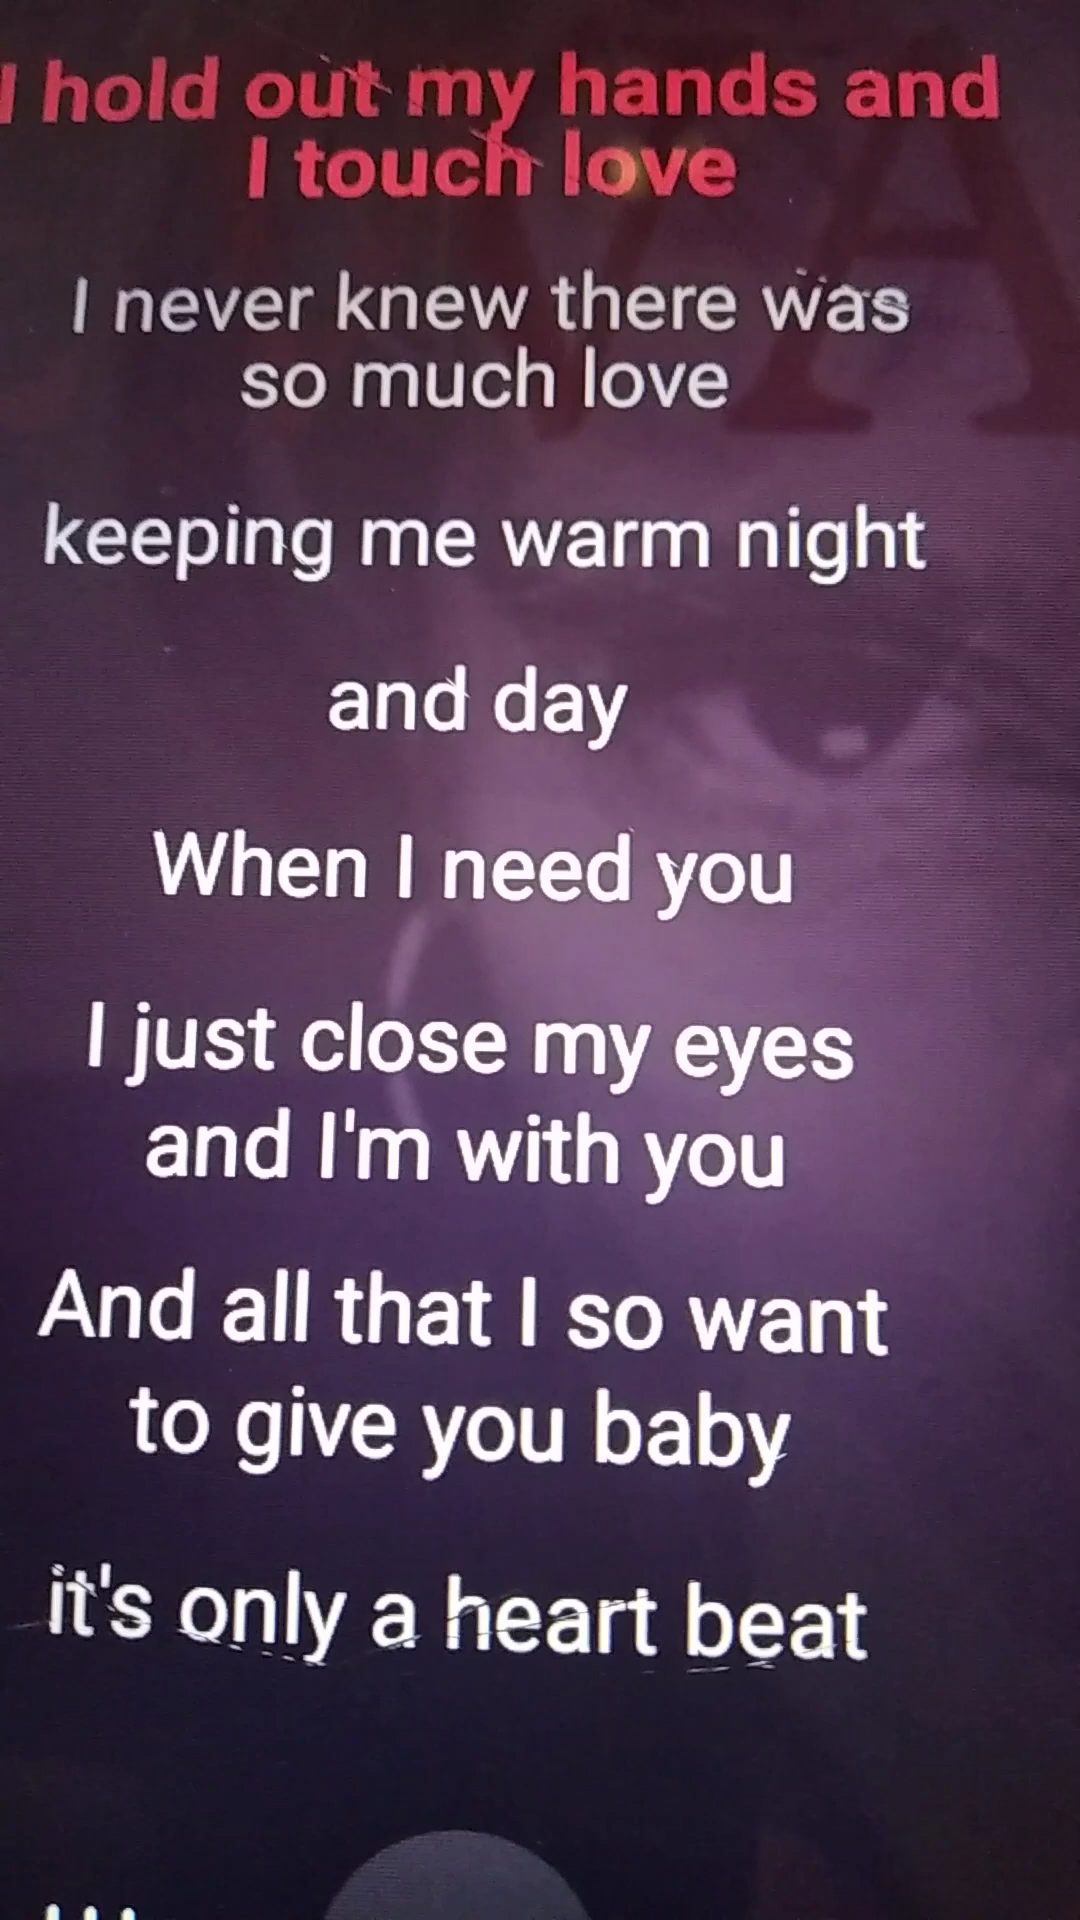 I hold out my hands and
I touch love
I never knew there was
so much love
keeping me warm night
and day
When I need you
I just close my eyes
and I'm with you
And all that I so want
to give you baby
it's only a heart beat